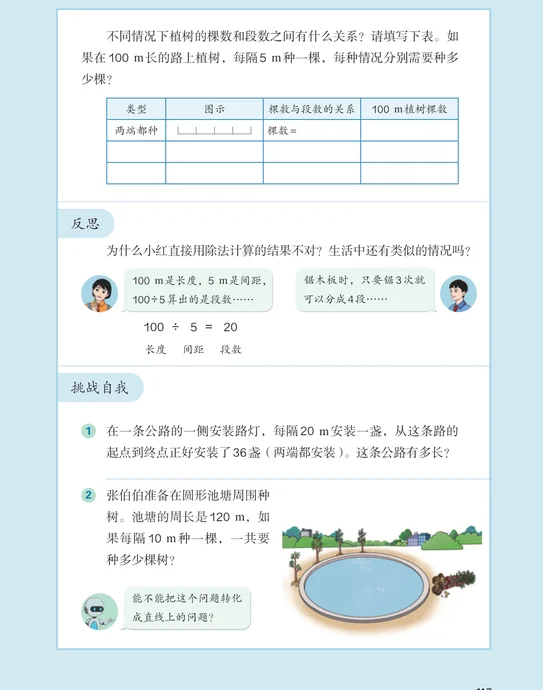 不同情况下植树的棵数和段数之间有什么关系？请填写下表。如
果在100 m长的路上植树，每隔5 m种一棵，每种情况分别需要种多
少棵？
类型 图示 棵数与段数的关系 100 m植树棵数
两端都种 棵数=
反思
为什么小红直接用除法计算的结果不对？生活中还有类似的情况吗？
100 m是长度，5 m是间距，
100÷5算出的是段数……
锯木板时，只要锯3次就
可以分成4段……
100 ÷ 5 = 20
长度 间距 段数
挑战自我
1 在一条公路的一侧安装路灯，每隔20 m安装一盏，从这条路的
起点到终点正好安装了36盏（两端都安装）。这条公路有多长？
2 张伯伯准备在圆形池塘周围种
树。池塘的周长是120 m，如
果每隔10 m种一棵，一共要
种多少棵树？
能不能把这个问题转化
成直线上的问题？